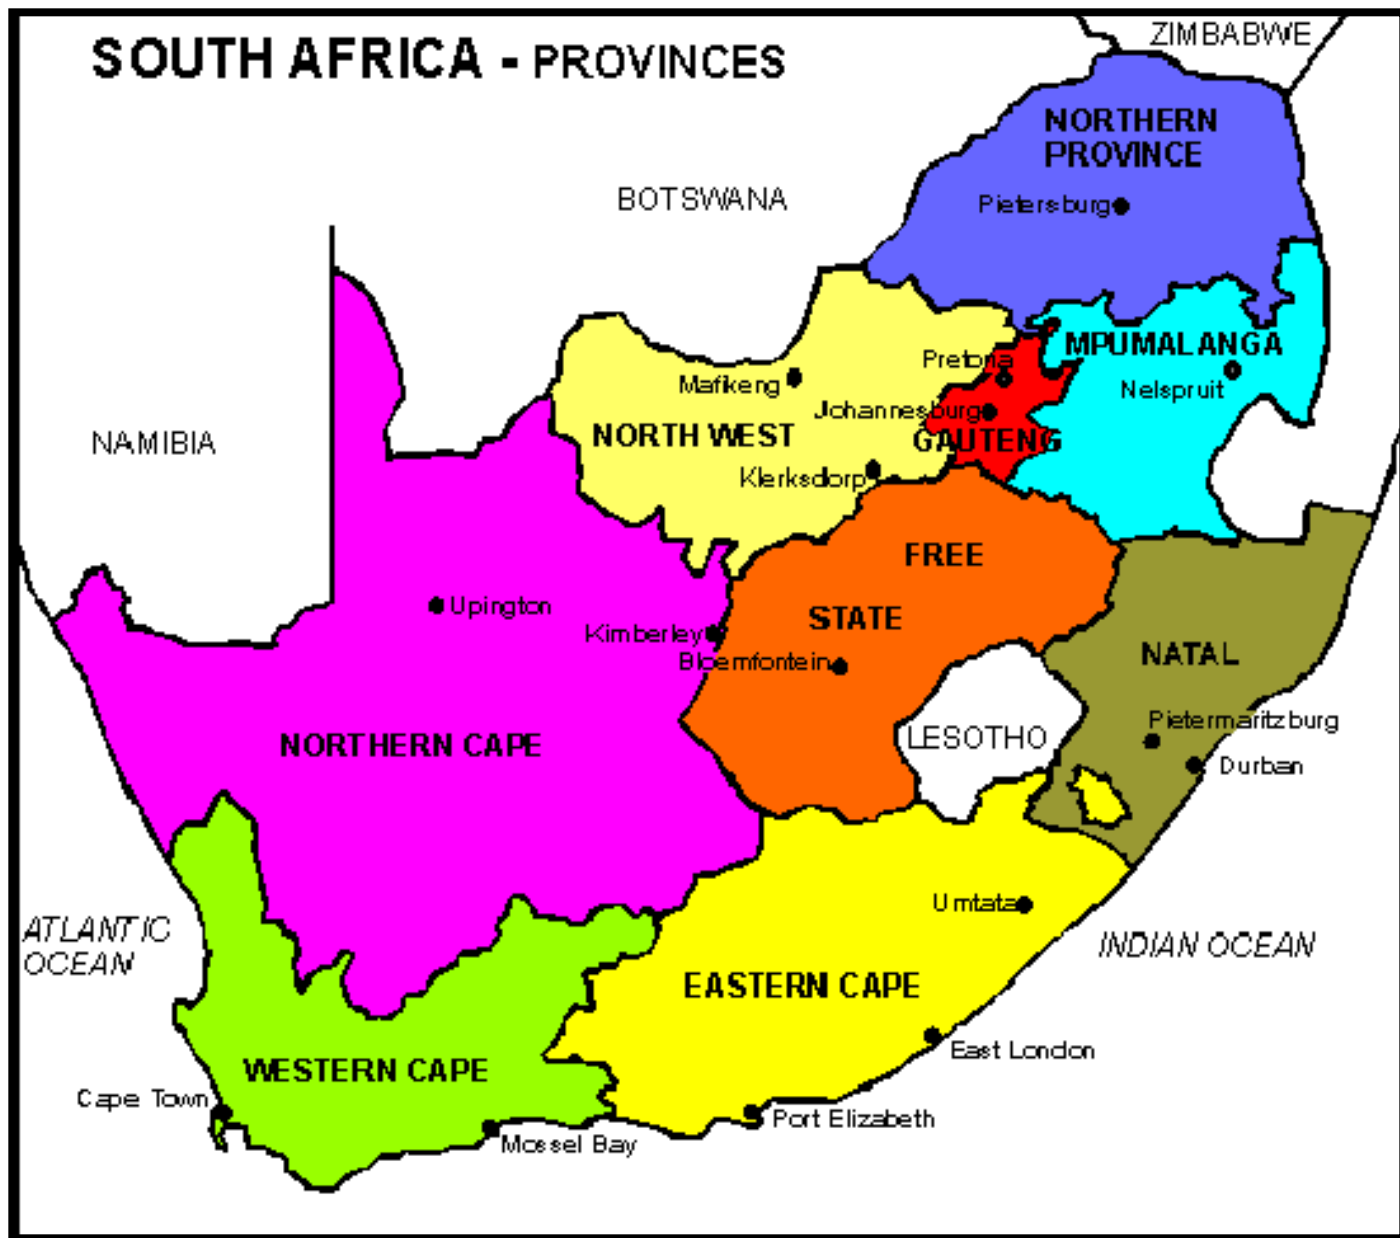 SOUTH AFRICA - PROVINCES
ZIMBABWE
NORTHERN
PROVINCE
BOTSWANA
Pietersburg
MPUMALANGA
Pretoria
Mafikeng
Nelspruit
Johannesburg
NAMIBIA
NORTH WEST
GAUTENG
Klerksdorp
FREE
STATE
Upington
Kimberley
Bloemfontein
NATAL
Pietermaritzburg
LESOTHO
NORTHERN CAPE
Durban
Umtata
ATLANTIC
OCEAN
INDIAN OCEAN
EASTERN CAPE
East London
WESTERN CAPE
Cape Town
Port Elizabeth
Mossel Bay